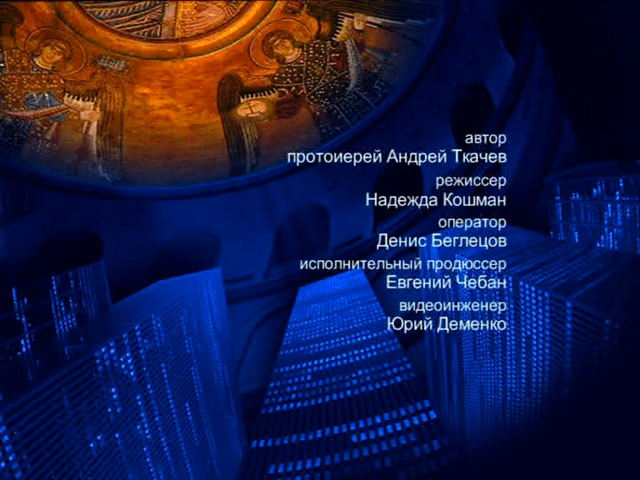 автор
протоиерей Андрей Ткачев
режиссер
Надежда Кошман
оператор
Денис Беглецов
исполнительный продюссер
Евгений Чебан
видеоинженер
Юрий Деменко